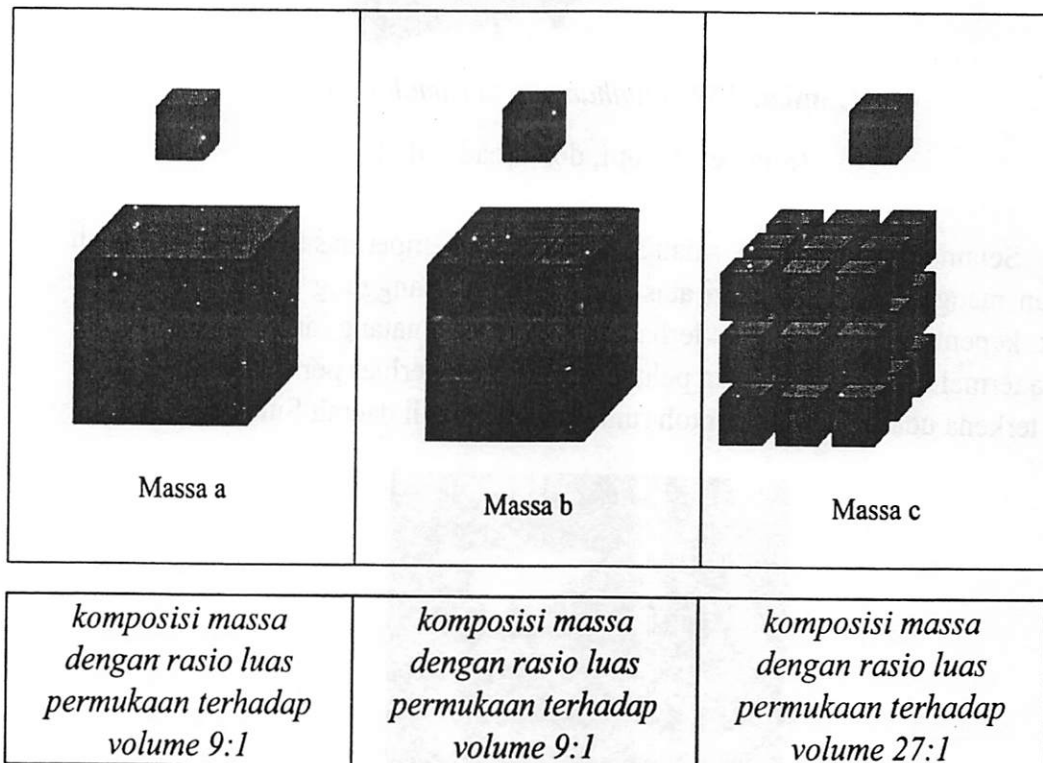 Massa a
Massa b
Massa c
komposisi massa
dengan rasio luas
permukaan terhadap
volume 9:1
komposisi massa
dengan rasio luas
permukaan terhadap
volume 9:1
komposisi massa
dengan rasio luas
permukaan terhadap
volume 27:1